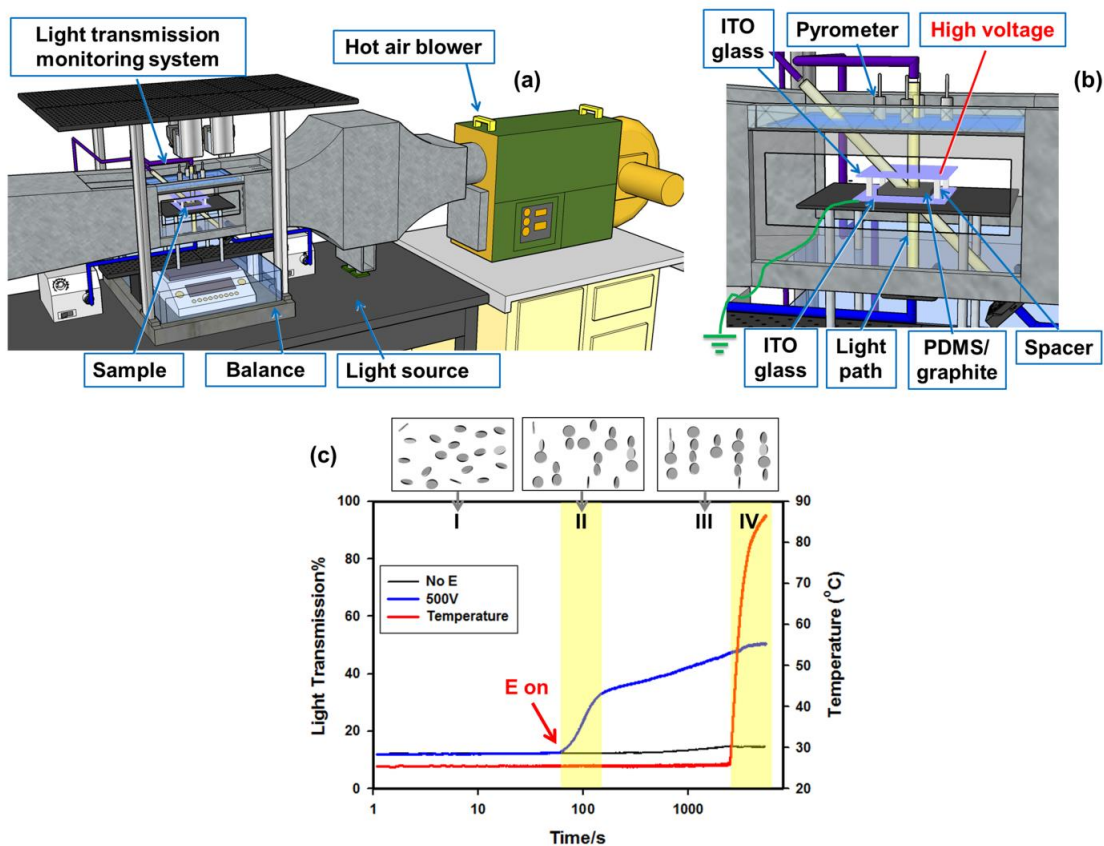 Light transmission
monitoring system
Hot air blower
(a)
Sample
Balance
Light source
ITO
glass
Pyrometer
High voltage
(b)
ITO
glass
Light
path
PDMS/
graphite
Spacer
(c)
I
II
III
IV
100
80
60
40
20
0
Light Transmission%
No E
500V
Temperature
E on
90
80
70
60
50
40
30
20
Temperature (°C)
1
10
100
1000
Time/s